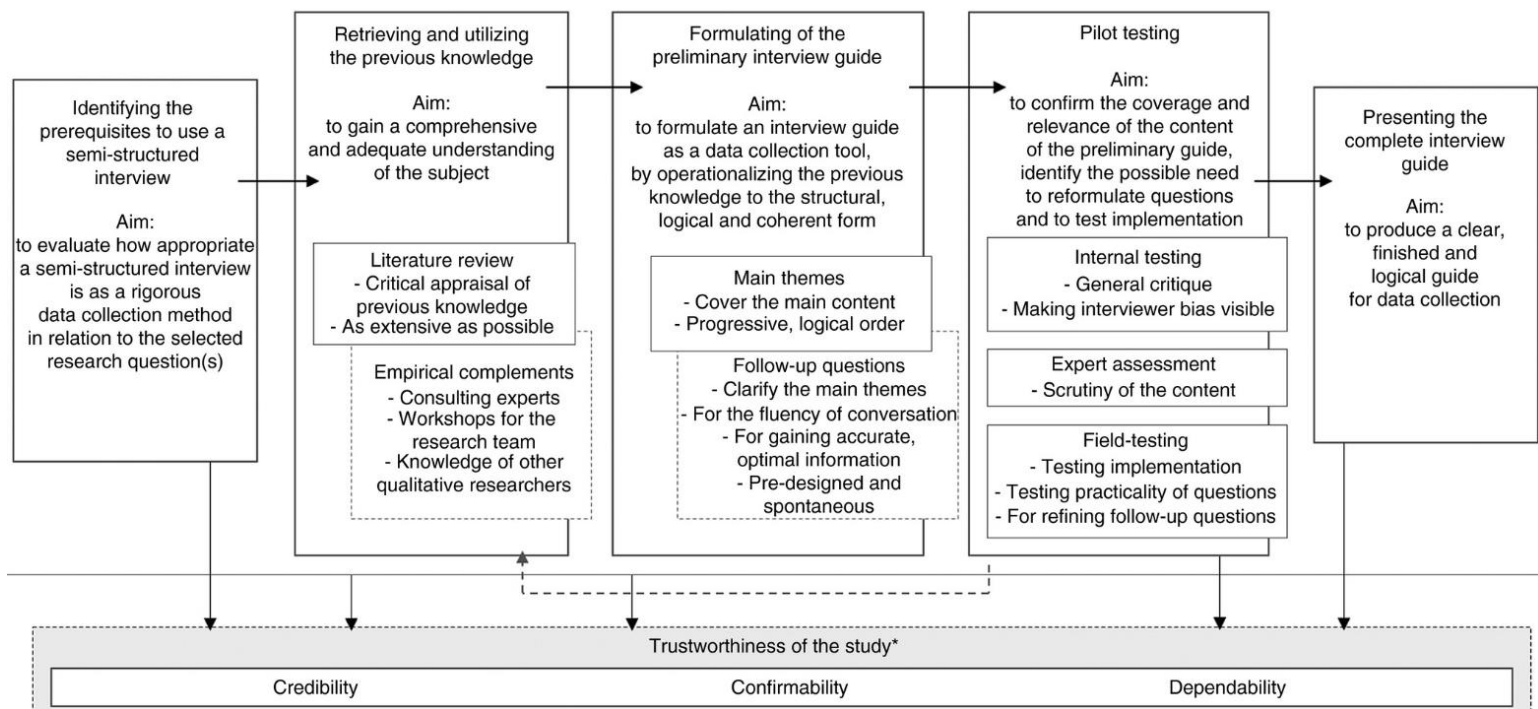 Identifying the
prerequisites to use a
semi-structured
interview
Aim:
to evaluate how appropriate
a semi-structured interview
is as a rigorous
data collection method
in relation to the selected
research question(s)
Retrieving and utilizing
the previous knowledge
Aim:
to gain a comprehensive
and adequate understanding
of the subject
Literature review
- Critical appraisal of
previous knowledge
- As extensive as possible
Empirical complements
- Consulting experts
- Workshops for the
research team
- Knowledge of other
qualitative researchers
Formulating of the
preliminary interview guide
Aim:
to formulate an interview guide
as a data collection tool,
by operationalizing the previous
knowledge to the structural,
logical and coherent form
Main themes
- Cover the main content
- Progressive, logical order
Follow-up questions
- Clarify the main themes
- For the fluency of conversation
- For gaining accurate,
optimal information
- Pre-designed and
spontaneous
Pilot testing
Aim:
to confirm the coverage and
relevance of the content
of the preliminary guide,
identify the possible need
to reformulate questions
and to test implementation
Internal testing
- General critique
- Making interviewer bias visible
Expert assessment
- Scrutiny of the content
Field-testing
- Testing implementation
- Testing practicality of questions
- For refining follow-up questions
Presenting the
complete interview
guide
Aim:
to produce a clear,
finished and
logical guide
for data collection
Trustworthiness of the study*
Credibility
Confirmability
Dependability